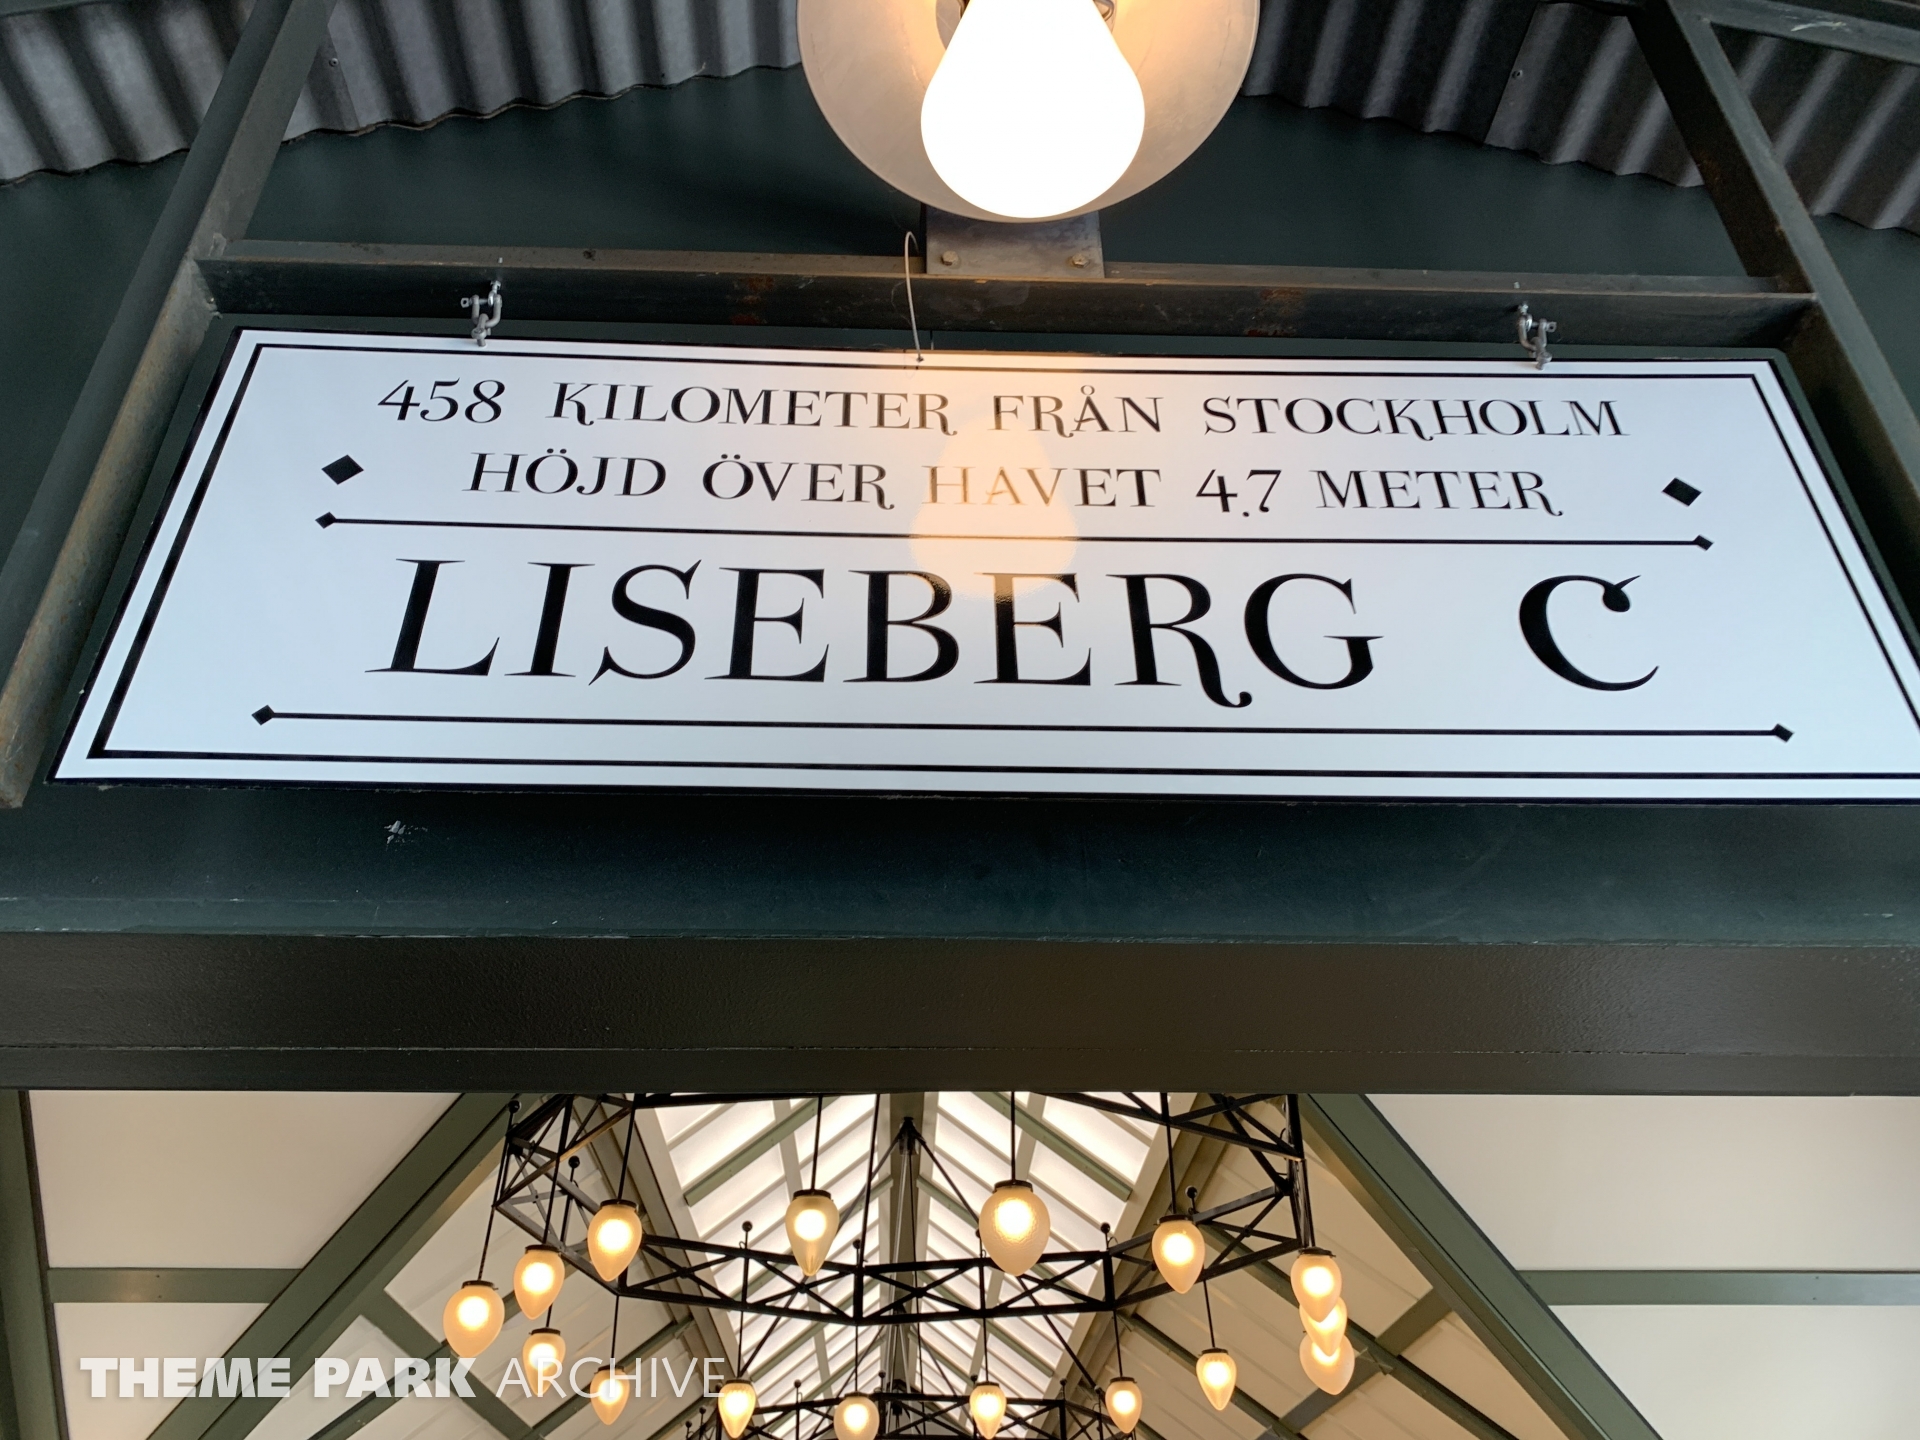 458 KILOMETER FRÅN STOCKHOLM
HÖJD ÖVER HAVET 4.7 METER
LISEBERG C
THEME PARK ARCHIVE